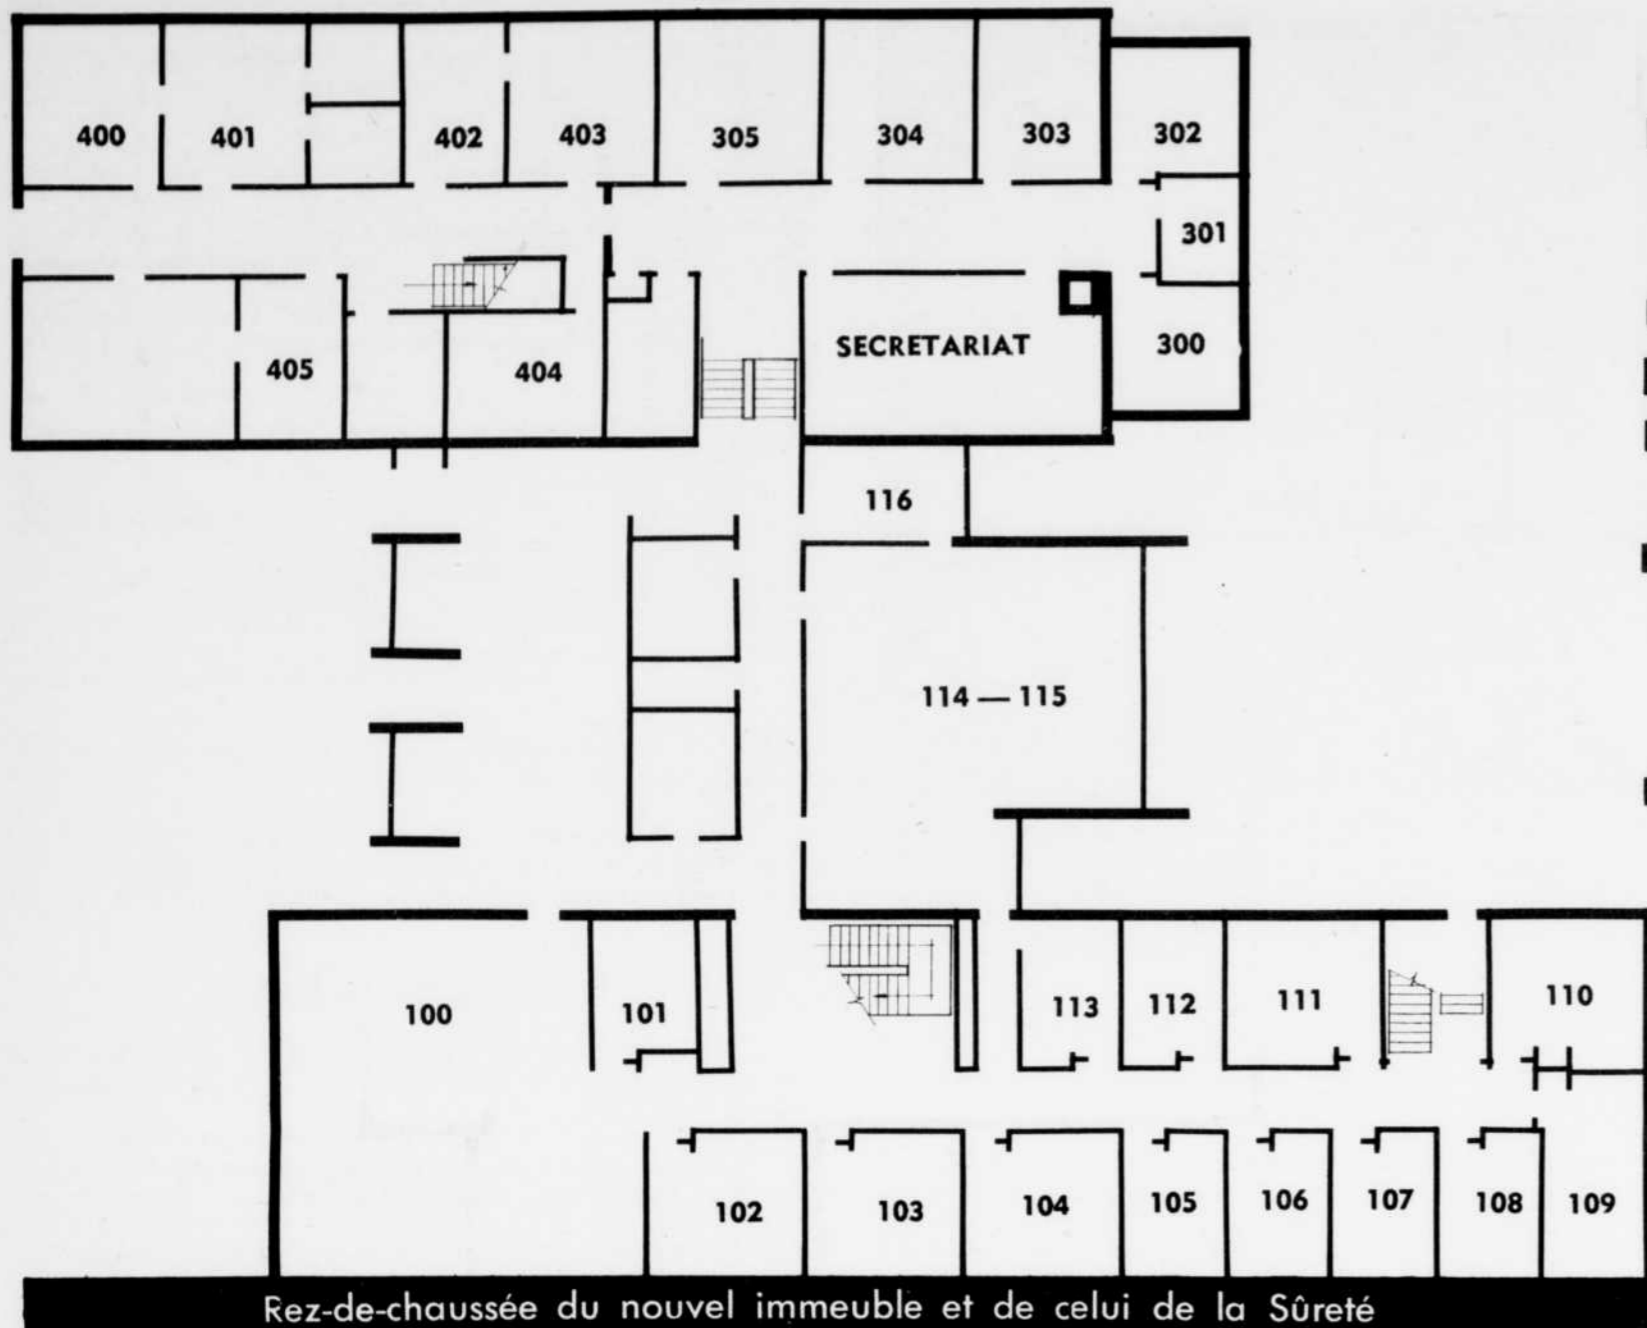 400 401 402 403 305 304 303 302
301
405 404 SECRETARIAT 300
116
114 — 115
100 101 113 112 111 110
102 103 104 105 106 107 108 109
Rez-de-chaussée du nouvel immeuble et de celui de la Sûreté